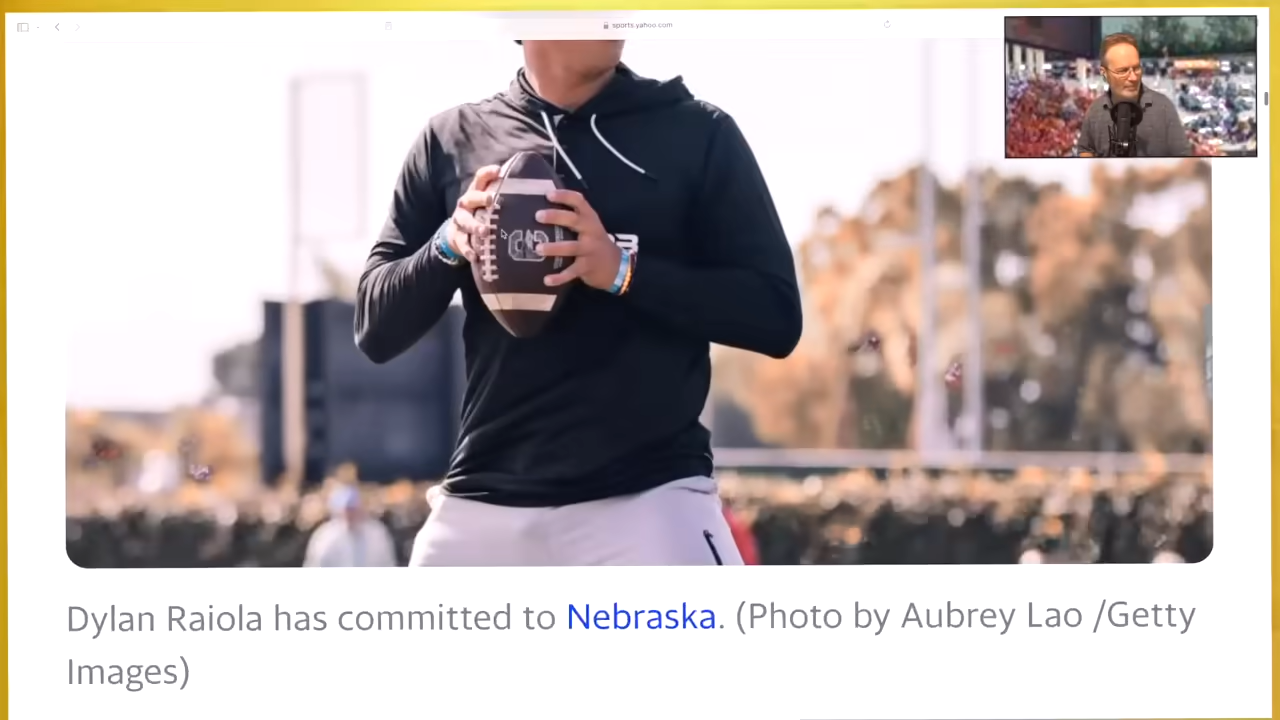 sports.yahoo.com
Dylan Raiola has committed to Nebraska. (Photo by Aubrey Lao /Getty
Images)